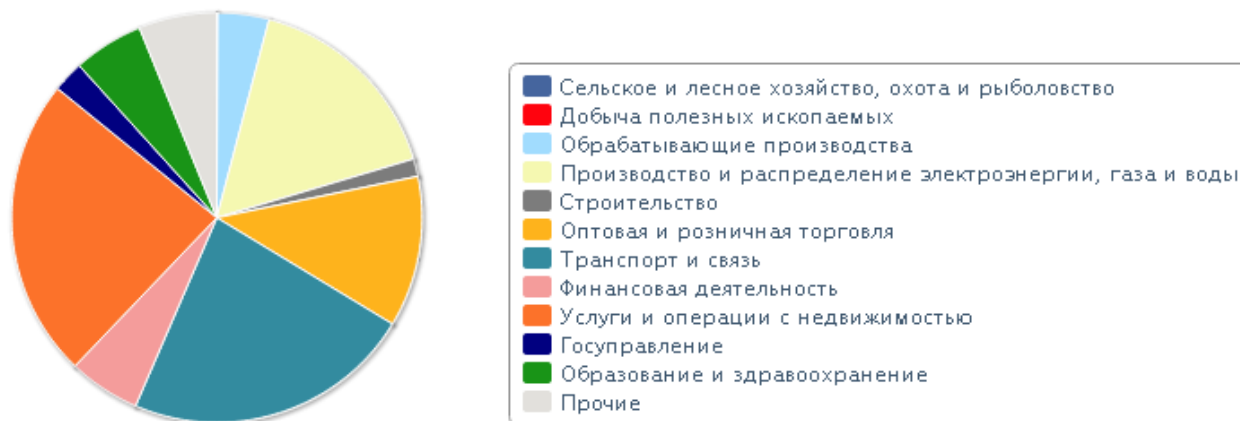 Сельское и лесное хозяйство, охота и рыболовство
Добыча полезных ископаемых
Обрабатывающие производства
Производство и распределение электроэнергии, газа и воды
Строительство
Оптовая и розничная торговля
Транспорт и связь
Финансовая деятельность
Услуги и операции с недвижимостью
Госуправление
Образование и здравоохранение
Прочие